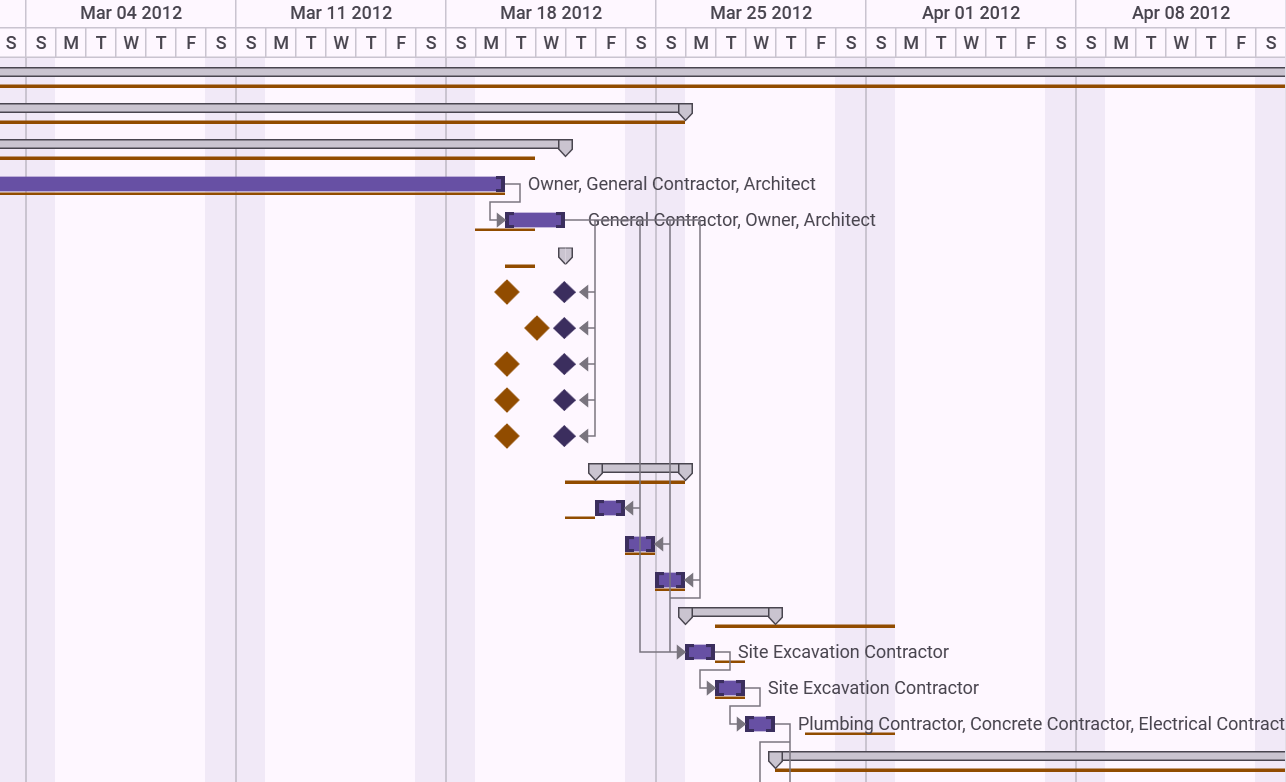 Mar 04 2012 Mar 11 2012 Mar 18 2012 Mar 25 2012 Apr 01 2012 Apr 08 2012
S S M T W T F S S M T W T F S S M T W T F S S M T W T F S S M T W T F S S M T W T F S
Owner, General Contractor, Architect
General Contractor, Owner, Architect
Site Excavation Contractor
Site Excavation Contractor
Plumbing Contractor, Concrete Contractor, Electrical Contract